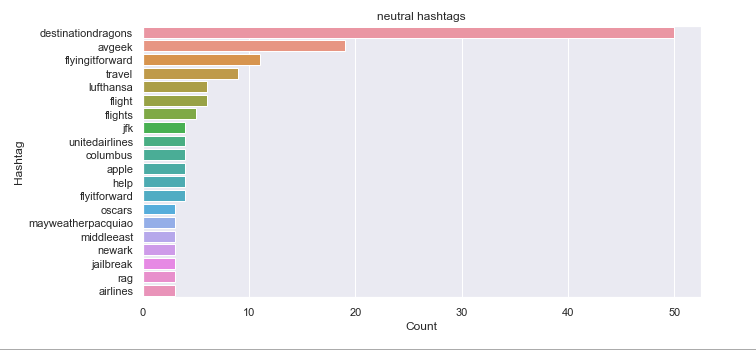 neutral hashtags
destinationdragons
avgeek
flyingitforward
travel
lufthansa
flight
flights
jfk
unitedairlines
columbus
apple
help
flyitforward
oscars
mayweatherpacquiao
middleeast
newark
jailbreak
rag
airlines
Hashtag
0 10 20 30 40 50
Count